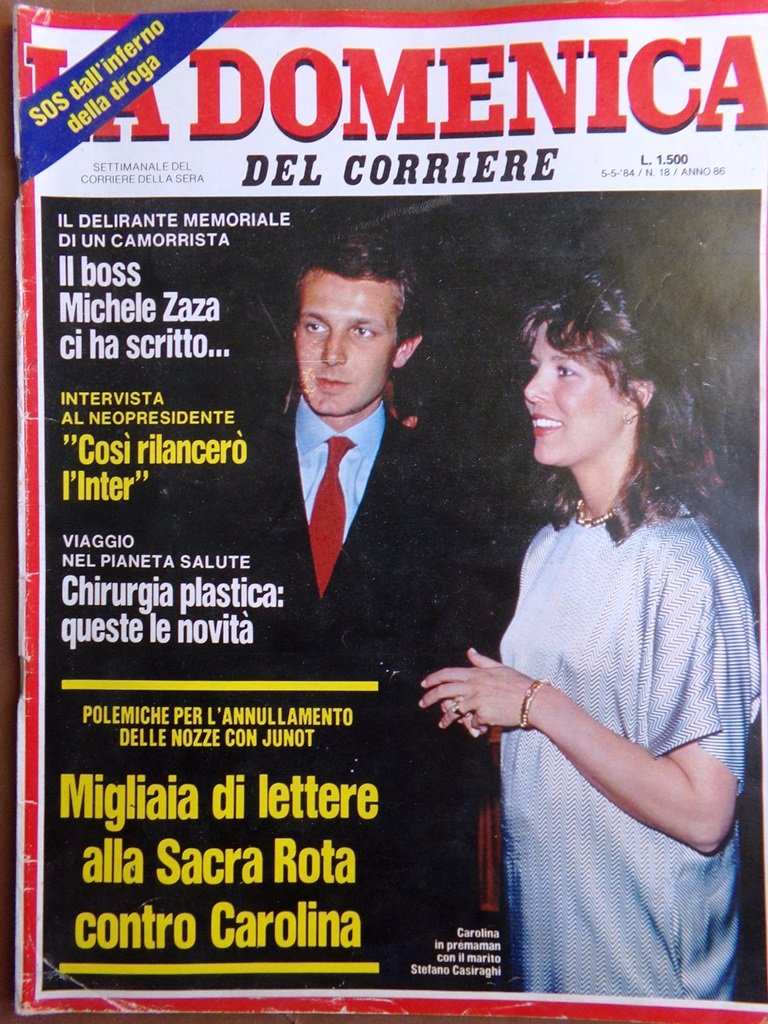 SOS dall'inferno
della droga
LA DOMENICA
DEL CORRIERE
SETTIMANALE DEL
CORRIERE DELLA SERA
L. 1.500
5-5-'84 / N. 18 / ANNO 86
IL DELIRANTE MEMORIALE
DI UN CAMORRISTA
Il boss
Michele Zaza
ci ha scritto...
INTERVISTA
AL NEOPRESIDENTE
"Così rilancerò
l'Inter"
VIAGGIO
NEL PIANETA SALUTE
Chirurgia plastica:
queste le novità
POLEMICHE PER L'ANNULLAMENTO
DELLE NOZZE CON JUNOT
Migliaia di lettere
alla Sacra Rota
contro Carolina
Carolina
in prémaman
con il marito
Stefano Casiraghi